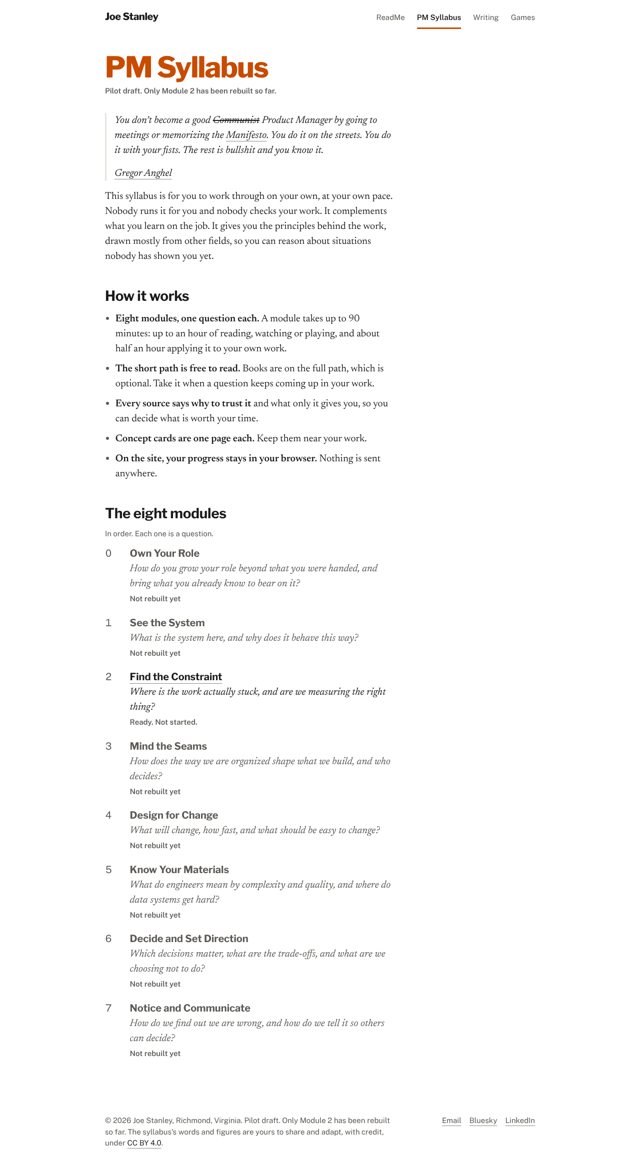 Joe Stanley
ReadMe PM Syllabus Writing Games
PM Syllabus
Pilot draft. Only Module 2 has been rebuilt so far.
You don't become a good Communist Product Manager by going to
meetings or memorizing the Manifesto. You do it on the streets. You do
it with your fists. The rest is bullshit and you know it.
Gregor Anghel
This syllabus is for you to work through on your own, at your own pace.
Nobody runs it for you and nobody checks your work. It complements
what you learn on the job. It gives you the principles behind the work,
drawn mostly from other fields, so you can reason about situations
nobody has shown you yet.
How it works
• Eight modules, one question each. A module takes up to 90
minutes: up to an hour of reading, watching or playing, and about
half an hour applying it to your own work.
• The short path is free to read. Books are on the full path, which is
optional. Take it when a question keeps coming up in your work.
• Every source says why to trust it and what only it gives you, so you
can decide what is worth your time.
• Concept cards are one page each. Keep them near your work.
• On the site, your progress stays in your browser. Nothing is sent
anywhere.
The eight modules
In order. Each one is a question.
0 Own Your Role
How do you grow your role beyond what you were handed, and
bring what you already know to bear on it?
Not rebuilt yet
1 See the System
What is the system here, and why does it behave this way?
Not rebuilt yet
2 Find the Constraint
Where is the work actually stuck, and are we measuring the right
thing?
Ready. Not started.
3 Mind the Seams
How does the way we are organized shape what we build, and who
decides?
Not rebuilt yet
4 Design for Change
What will change, how fast, and what should be easy to change?
Not rebuilt yet
5 Know Your Materials
What do engineers mean by complexity and quality, and where do
data systems get hard?
Not rebuilt yet
6 Decide and Set Direction
Which decisions matter, what are the trade-offs, and what are we
choosing not to do?
Not rebuilt yet
7 Notice and Communicate
How do we find out we are wrong, and how do we tell it so others
can decide?
Not rebuilt yet
© 2026 Joe Stanley, Richmond, Virginia. Pilot draft. Only Module 2 has been rebuilt
so far. The syllabus's words and figures are yours to share and adapt, with credit,
under CC BY 4.0.
Email Bluesky LinkedIn